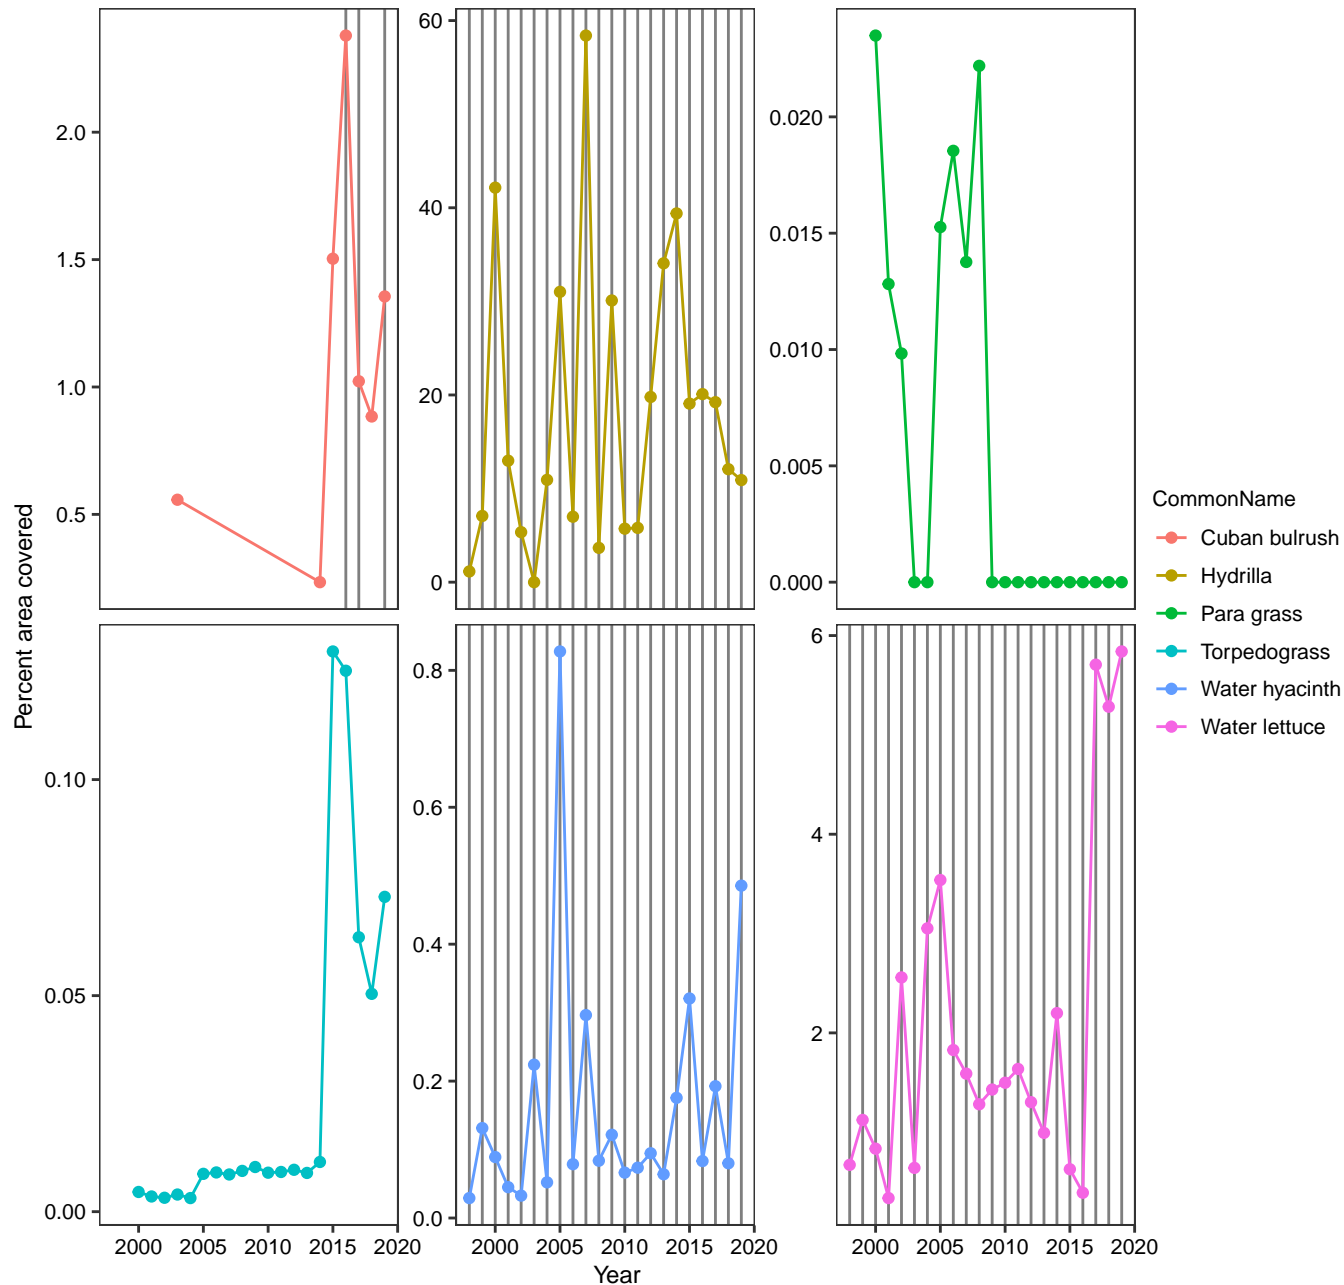 2.0
1.5
1.0
0.5
60
40
20
0
0.020
0.015
0.010
0.005
0.000
Percent area covered
0.10
0.05
0.00
0.8
0.6
0.4
0.2
0.0
6
4
2
2000 2005 2010 2015 2020
2000 2005 2010 2015 2020
2000 2005 2010 2015 2020
Year
CommonName
Cuban bulrush
Hydrilla
Para grass
Torpedograss
Water hyacinth
Water lettuce